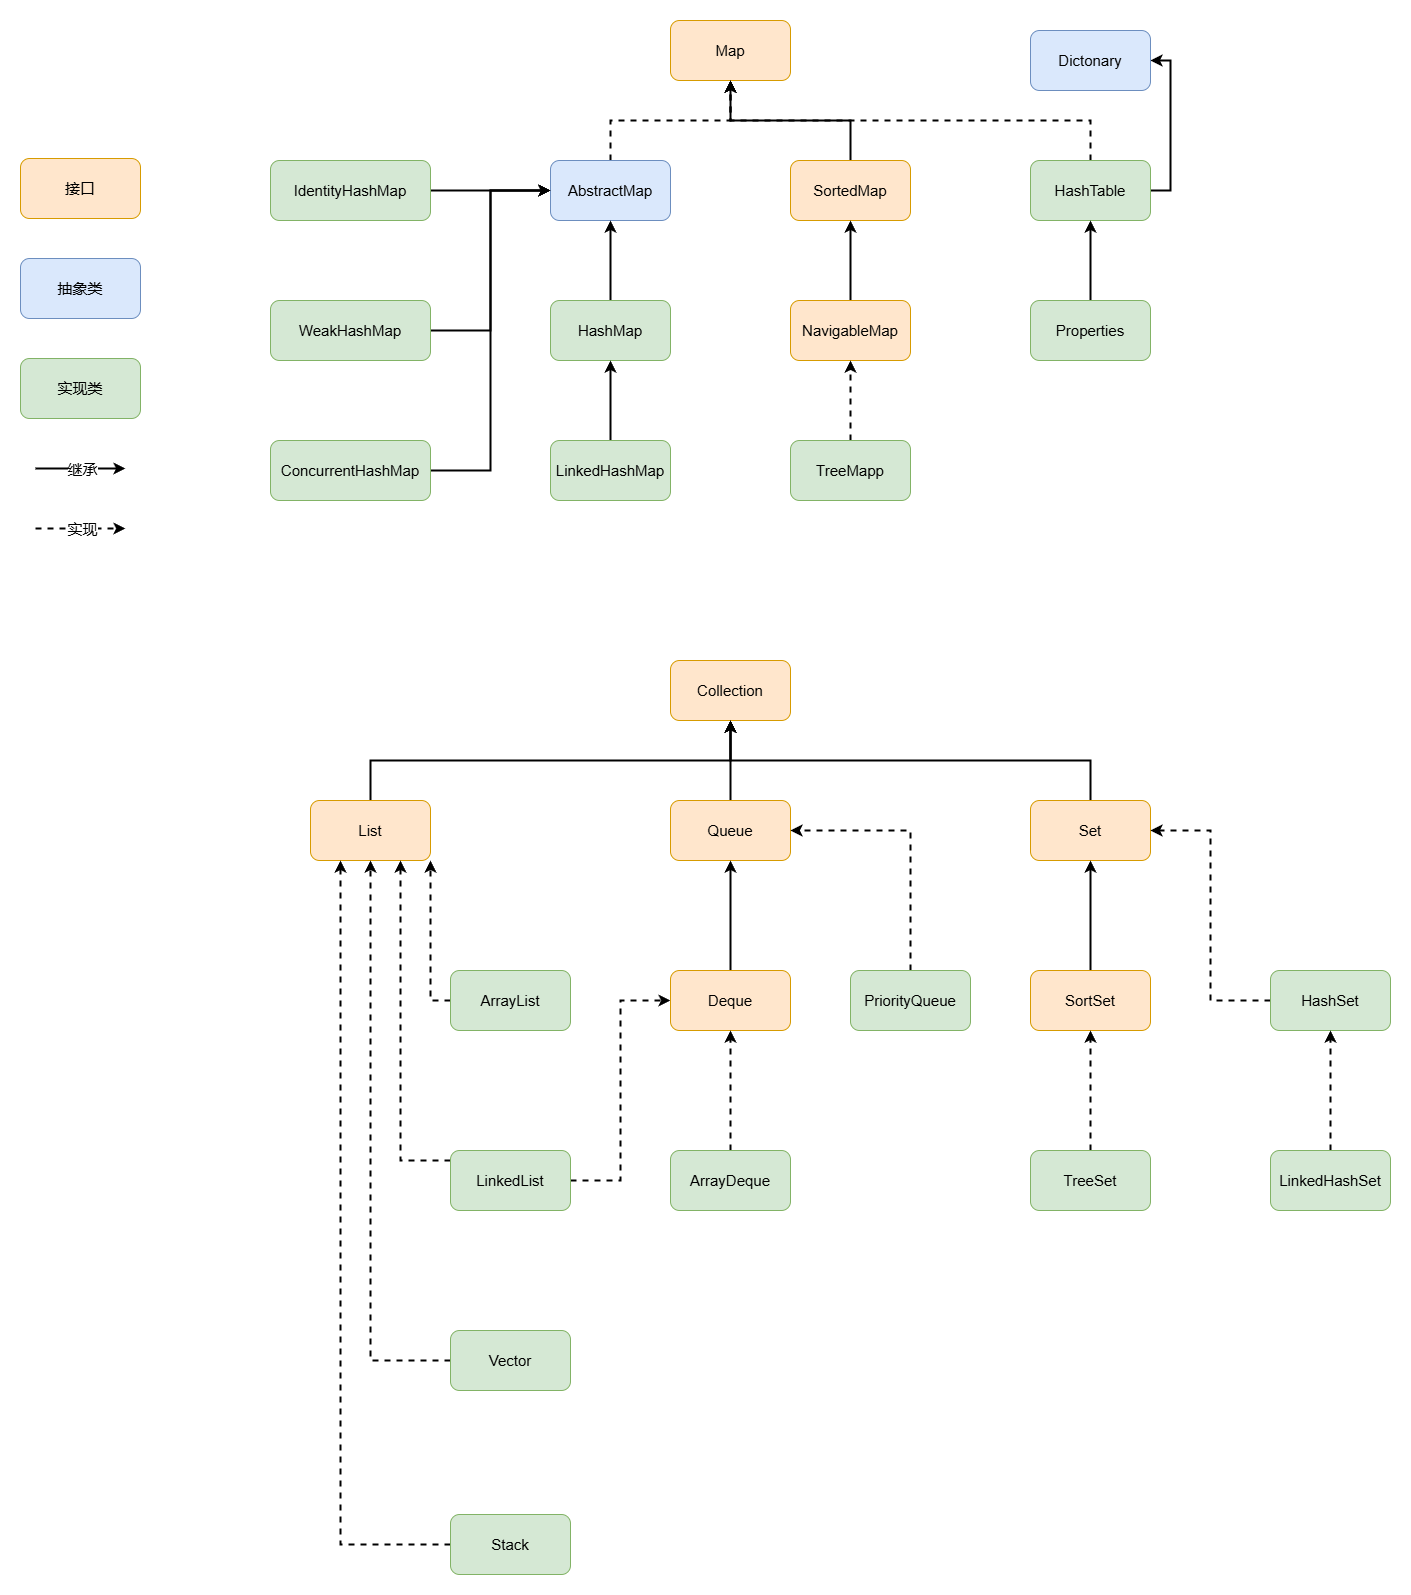 Map
Dictonary
接口
IdentityHashMap
AbstractMap
SortedMap
HashTable
抽象类
WeakHashMap
HashMap
NavigableMap
Properties
实现类
ConcurrentHashMap
LinkedHashMap
TreeMapp
继承
实现
Collection
List
Queue
Set
ArrayList
Deque
PriorityQueue
SortSet
HashSet
LinkedList
ArrayDeque
TreeSet
LinkedHashSet
Vector
Stack